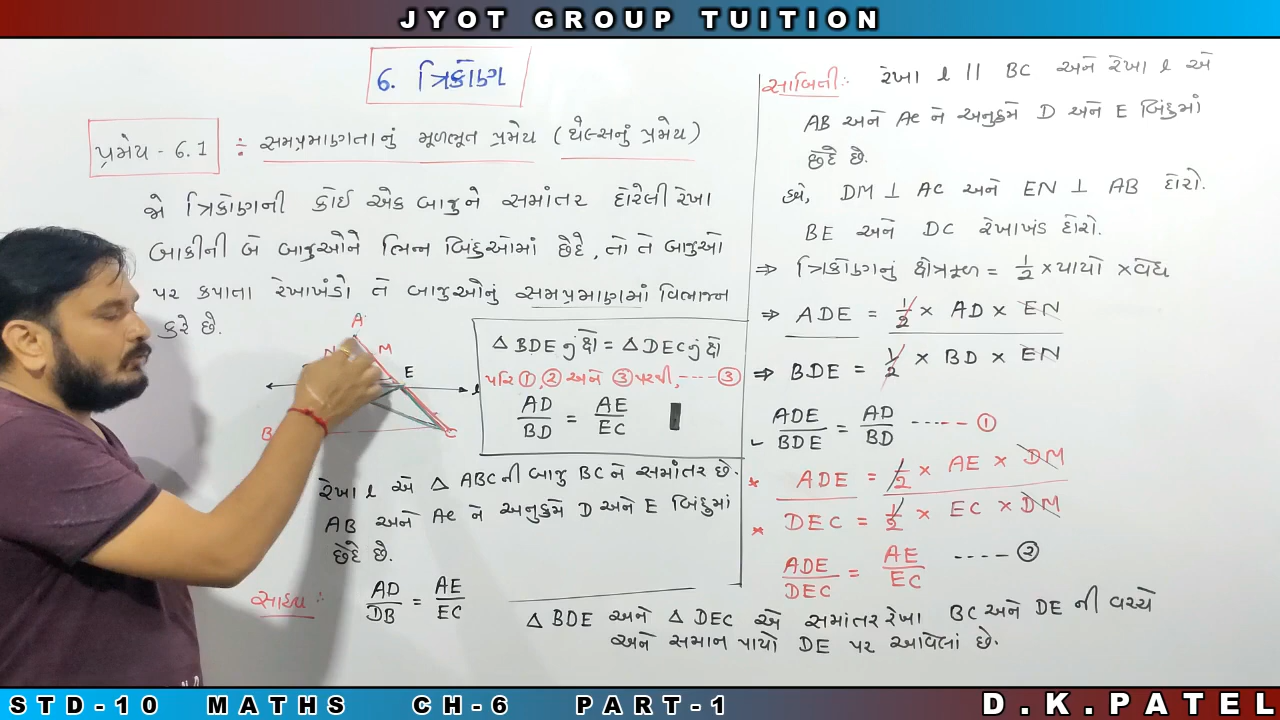 JYOT GROUP TUITION
6. ત્રિકોણ
પ્રમેય - 6.1 ÷ સમપ્રમાણતાનું મૂળભૂત પ્રમેય (થેલ્સનું પ્રમેય)
જો ત્રિકોણની કોઈ એક બાજુને સમાંતર દોરેલી રેખા
બાકીની બે બાજુઓને ભિન્ન બિંદુઓમાં છેદે, તો તે બાજુઓ
પર કપાતા રેખાખંડો તે બાજુઓનું સમપ્રમાણમાં વિભાજન
કરે છે.
A
N M
E
l
B C
△ BDE નું ક્ષે = △ DEC નું ક્ષે
પરિ ①, ② અને ③ પરથી, ---- ③
AD/BD = AE/EC
રેખા l એ △ ABC ની બાજુ BC ને સમાંતર છે.
AB અને AC ને અનુક્રમે D અને E બિંદુમાં
છેદે છે.
સાધ્ય : AD/DB = AE/EC
સાબિતી : રેખા l || BC અને રેખા l એ
AB અને AC ને અનુક્રમે D અને E બિંદુમાં
છેદે છે.
હવે, DM ⊥ AC અને EN ⊥ AB દોરો.
BE અને DC રેખાખંડ દોરો.
⇒ ત્રિકોણનું ક્ષેત્રફળ = 1/2 × પાયો × વેધ
⇒ ADE = 1/2 × AD × EN
⇒ BDE = 1/2 × BD × EN
ADE/BDE = AD/BD ------ ①
* ADE = 1/2 × AE × DM
* DEC = 1/2 × EC × DM
ADE/DEC = AE/EC ---- ②
△ BDE અને △ DEC એ સમાંતર રેખા BC અને DE ની વચ્ચે
અને સમાન પાયો DE પર આવેલાં છે.
STD-10 MATHS CH-6 PART-1 D.K.PATEL